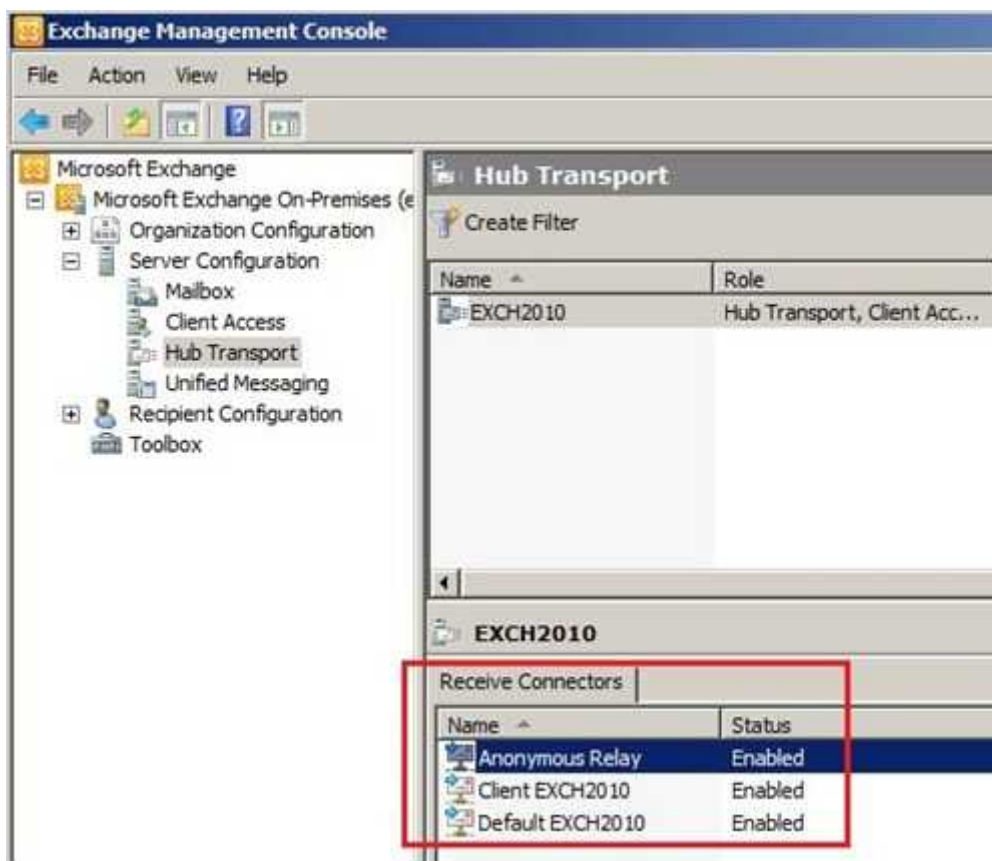 Exchange Management Console
File Action View Help
Microsoft Exchange
Microsoft Exchange On-Premises (e
Organization Configuration
Server Configuration
Mailbox
Client Access
Hub Transport
Unified Messaging
Recipient Configuration
Toolbox
Hub Transport
Create Filter
Name Role
EXCH2010 Hub Transport, Client Acc...
EXCH2010
Receive Connectors
Name Status
Anonymous Relay Enabled
Client EXCH2010 Enabled
Default EXCH2010 Enabled